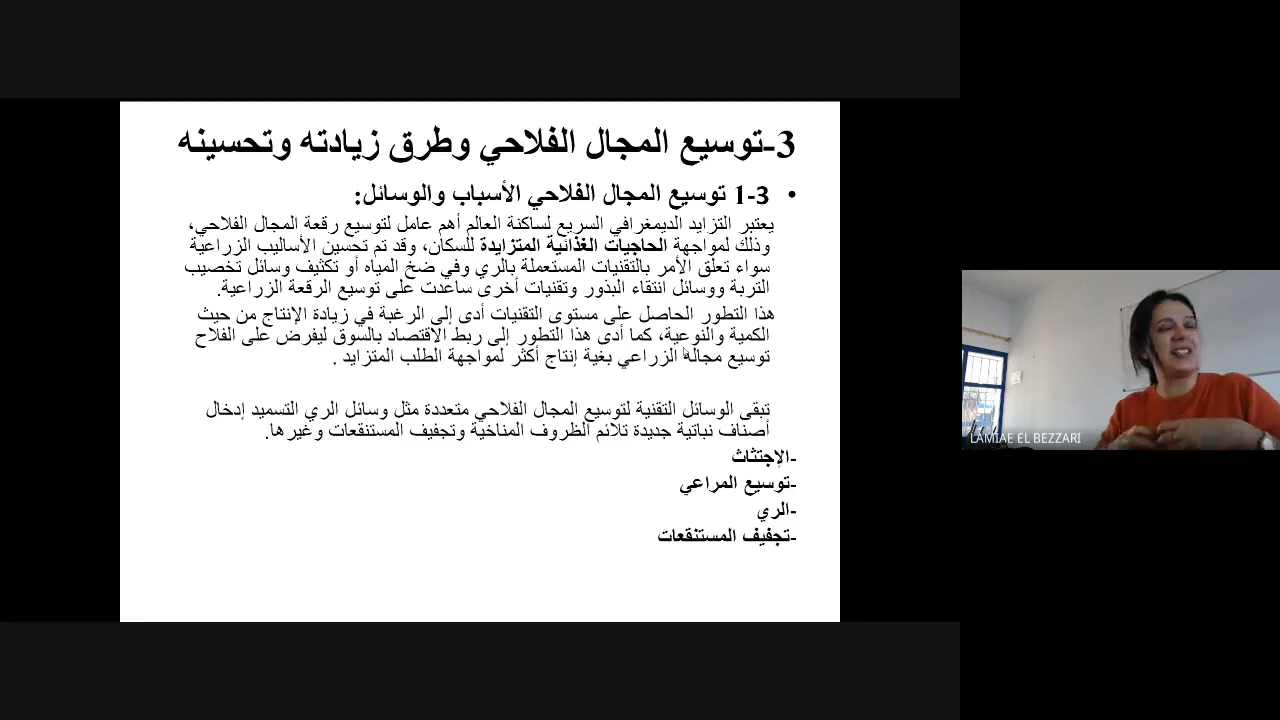 3-توسيع المجال الفلاحي وطرق زيادته وتحسينه
• 3-1 توسيع المجال الفلاحي الأسباب والوسائل:
يعتبر التزايد الديمغرافي السريع لساكنة العالم أهم عامل لتوسيع رقعة المجال الفلاحي،
وذلك لمواجهة الحاجيات الغذائية المتزايدة للسكان، وقد تم تحسين الأساليب الزراعية
سواء تعلق الأمر بالتقنيات المستعملة بالري وفي ضخ المياه أو تكثيف وسائل تخصيب
التربة ووسائل انتقاء البذور وتقنيات أخرى ساعدت على توسيع الرقعة الزراعية.
هذا التطور الحاصل على مستوى التقنيات أدى إلى الرغبة في زيادة الإنتاج من حيث
الكمية والنوعية، كما أدى هذا التطور إلى ربط الاقتصاد بالسوق ليفرض على الفلاح
توسيع مجاله الزراعي بغية إنتاج أكثر لمواجهة الطلب المتزايد .
تبقى الوسائل التقنية لتوسيع المجال الفلاحي متعددة مثل وسائل الري التسميد إدخال
أصناف نباتية جديدة تلائم الظروف المناخية وتجفيف المستنقعات وغيرها.
-الإجتثاث
-توسيع المراعي
-الري
-تجفيف المستنقعات
LAMIAE EL BEZZARI